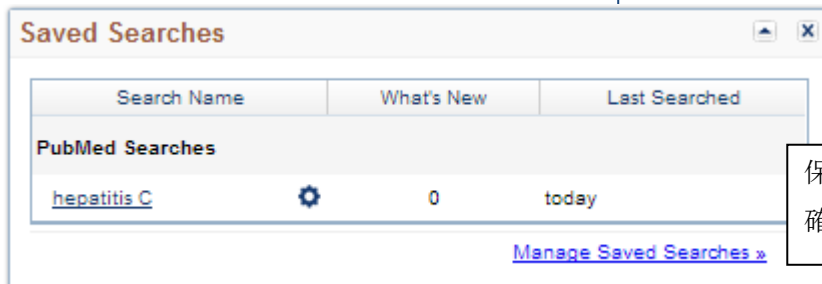 Saved Searches
Search Name What's New Last Searched
PubMed Searches
hepatitis C 0 today
保
確
Manage Saved Searches »